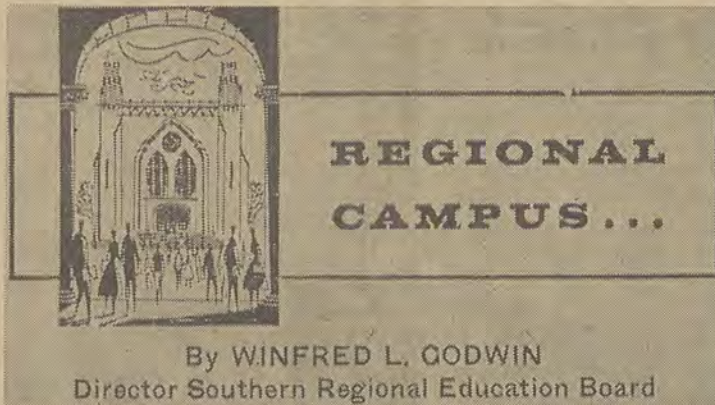 REGIONAL
CAMPUS...
By WINFRED L. GODWIN
Director Southern Regional Education Board